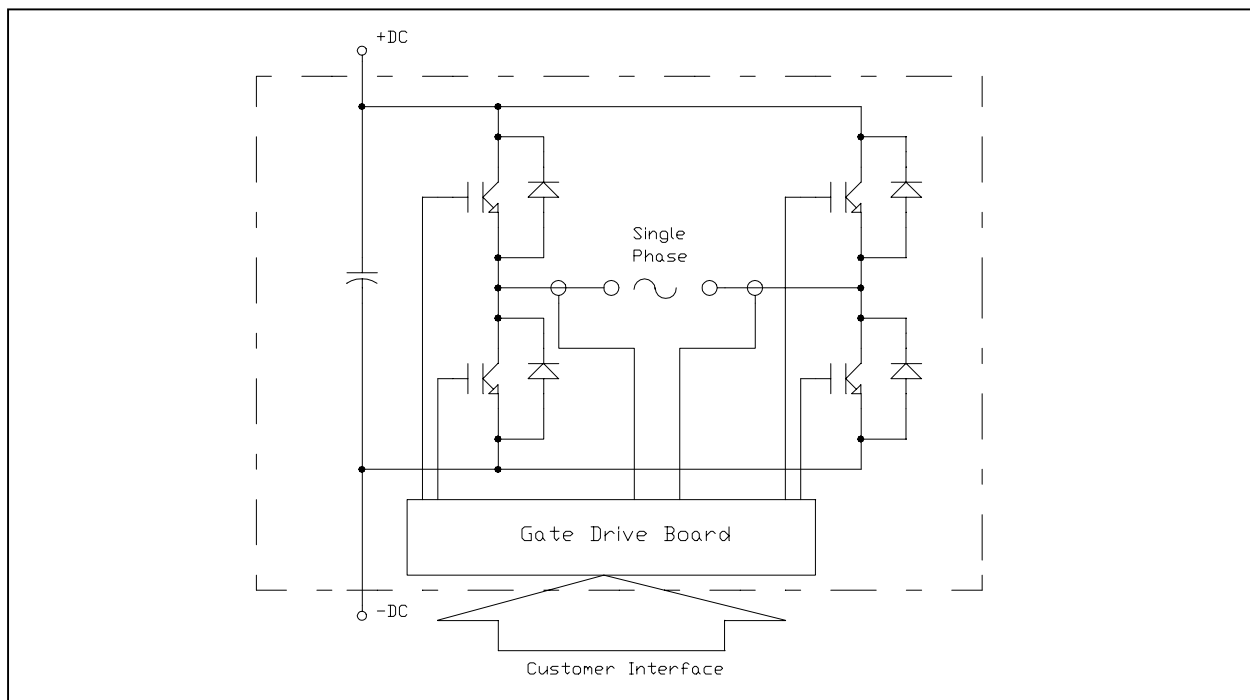 +DC
Single
Phase
Gate Drive Board
-DC
Customer Interface